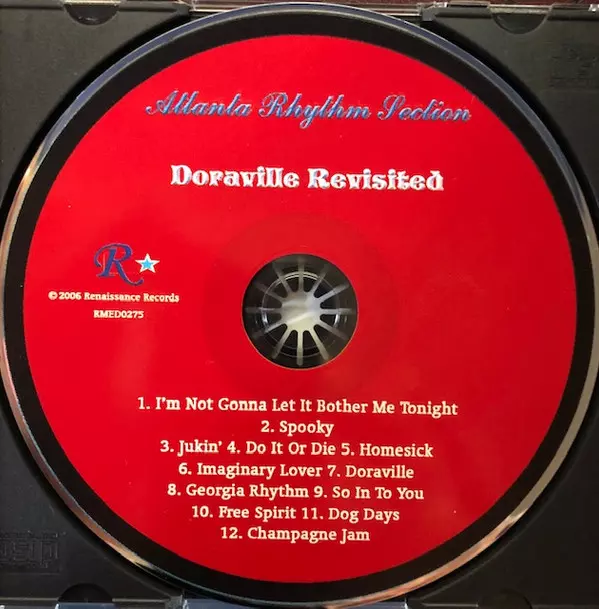 Atlanta Rhythm Section
Doraville Revisited
R
© 2006 Renaissance Records
RMED0275
1. I'm Not Gonna Let It Bother Me Tonight
2. Spooky
3. Jukin' 4. Do It Or Die 5. Homesick
6. Imaginary Lover 7. Doraville
8. Georgia Rhythm 9. So In To You
10. Free Spirit 11. Dog Days
12. Champagne Jam